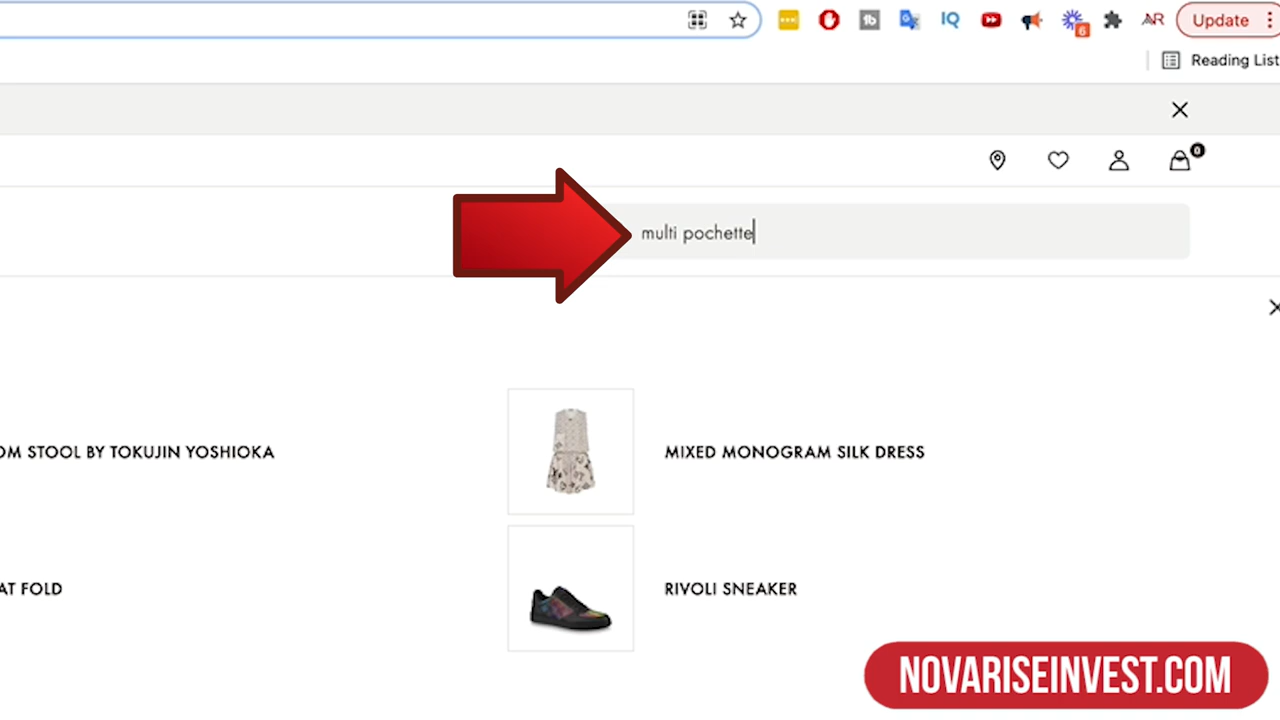 IQ
6
AR
Update
Reading List
0
multi pochette
OM STOOL BY TOKUJIN YOSHIOKA
MIXED MONOGRAM SILK DRESS
AT FOLD
RIVOLI SNEAKER
NOVARISEINVEST.COM